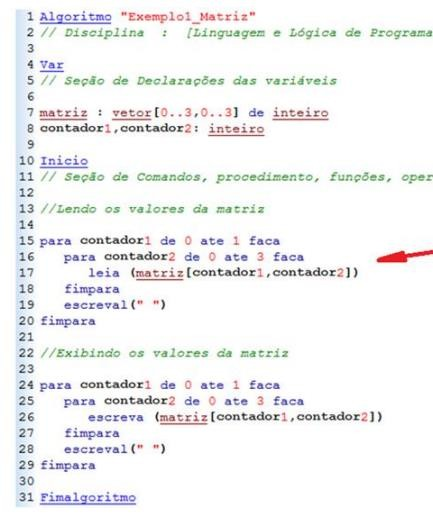 1 Algoritmo "Exemplo1_Matriz"
2 // Disciplina  :  [Linguagem e Lógica de Programa
3
4 Var
5 // Seção de Declarações das variáveis
6
7 matriz : vetor[0..3,0..3] de inteiro
8 contador1,contador2: inteiro
9
10 Inicio
11 // Seção de Comandos, procedimento, funções, oper
12
13 //Lendo os valores da matriz
14
15 para contador1 de 0 ate 1 faca
16    para contador2 de 0 ate 3 faca
17       leia (matriz[contador1,contador2])
18    fimpara
19    escreval(" ")
20 fimpara
21
22 //Exibindo os valores da matriz
23
24 para contador1 de 0 ate 1 faca
25    para contador2 de 0 ate 3 faca
26       escreva (matriz[contador1,contador2])
27    fimpara
28    escreval(" ")
29 fimpara
30
31 Fimalgoritmo